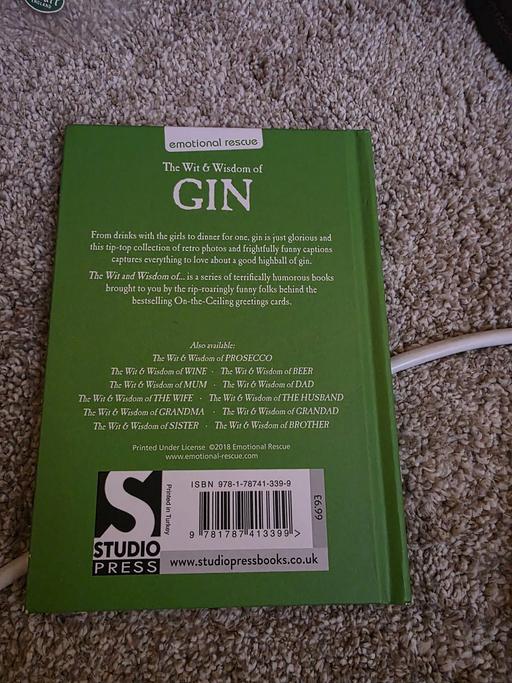 ENGLAND
emotional rescue
The Wit & Wisdom of
GIN
From drinks with the girls to dinner for one, gin is just glorious and
this tip-top collection of retro photos and frightfully funny captions
captures everything to love about a good highball of gin.
The Wit and Wisdom of... is a series of terrifically humorous books
brought to you by the rip-roaringly funny folks behind the
bestselling On-the-Ceiling greetings cards.
Also available:
The Wit & Wisdom of PROSECCO
The Wit & Wisdom of WINE · The Wit & Wisdom of BEER
The Wit & Wisdom of MUM · The Wit & Wisdom of DAD
The Wit & Wisdom of THE WIFE · The Wit & Wisdom of THE HUSBAND
The Wit & Wisdom of GRANDMA · The Wit & Wisdom of GRANDAD
The Wit & Wisdom of SISTER · The Wit & Wisdom of BROTHER
Printed Under License ©2018 Emotional Rescue
www.emotional-rescue.com
S
STUDIO
PRESS
Printed in Turkey
ISBN 978-1-78741-339-9
9 781787 413399 >
£6.99
www.studiopressbooks.co.uk